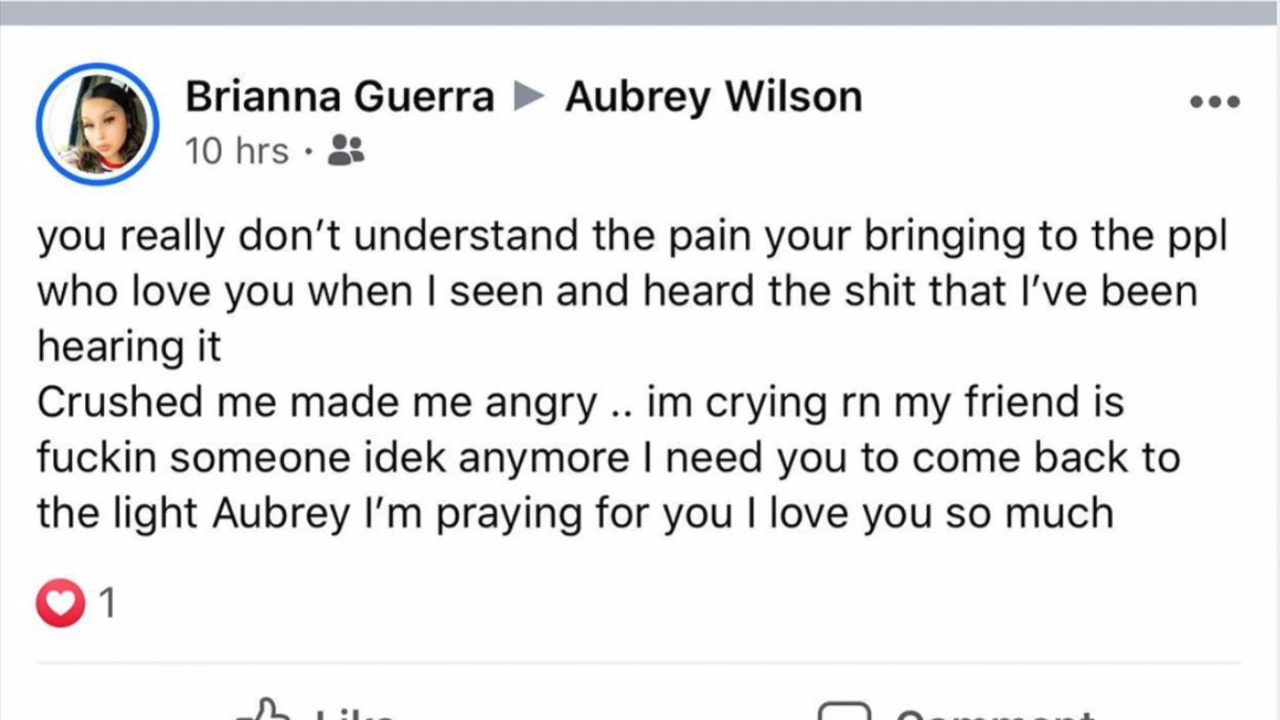 Brianna Guerra ▶ Aubrey Wilson
10 hrs ·
you really don't understand the pain your bringing to the ppl
who love you when I seen and heard the shit that I've been
hearing it
Crushed me made me angry .. im crying rn my friend is
fuckin someone idek anymore I need you to come back to
the light Aubrey I'm praying for you I love you so much
1
Like
Comment